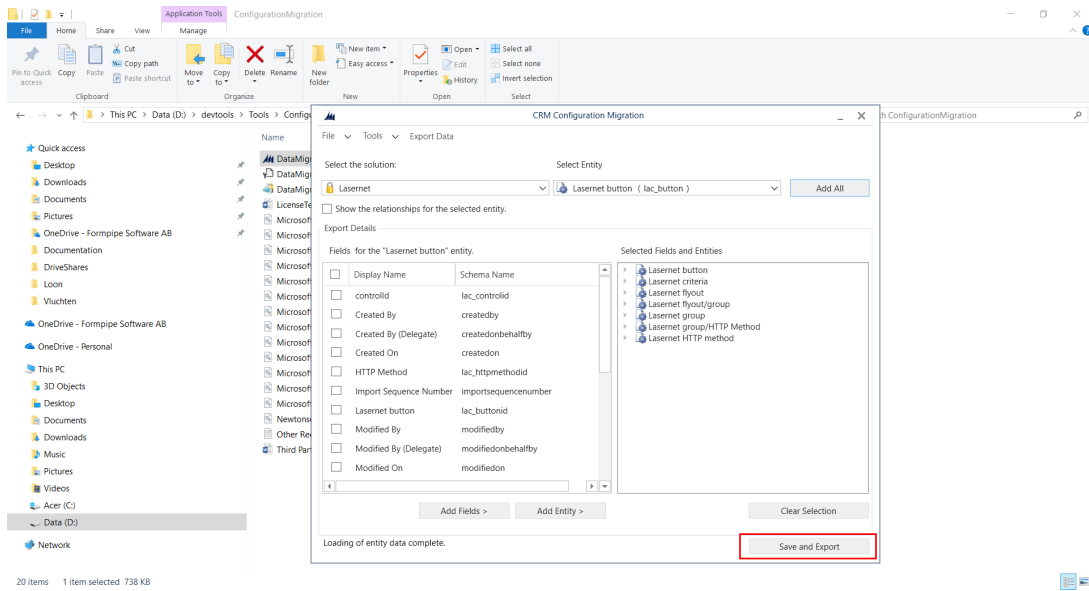 Application Tools ConfigurationMigration
File Home Share View Manage
Pin to Quick access
Copy
Paste
Cut
Copy path
Paste shortcut
Move to
Copy to
Delete
Rename
New folder
New item
Easy access
Properties
Open
Edit
History
Select all
Select none
Invert selection
Clipboard Organize New Open Select
This PC > Data (D:) > devtools > Tools >
ConfigurationMigration
Quick access
Desktop
Downloads
Documents
Pictures
OneDrive - Formpipe Software AB
Documentation
DriveShares
Loon
Vluchten
OneDrive - Formpipe Software AB
OneDrive - Personal
This PC
3D Objects
Desktop
Documents
Downloads
Music
Pictures
Videos
Acer (C:)
Data (D:)
Network
Name
CRM Configuration Migration
File Tools Export Data
Select the solution: Select Entity
Lasernet Lasernet button ( lac_button ) Add All
Show the relationships for the selected entity.
Export Details
Fields for the "Lasernet button" entity. Selected Fields and Entities
Display Name Schema Name
controlId lac_controlid
Created By createdby
Created By (Delegate) createdonbehalfby
Created On createdon
HTTP Method lac_httpmethodid
Import Sequence Number importsequencenumber
Lasernet button lac_buttonid
Modified By modifiedby
Modified By (Delegate) modifiedonbehalfby
Modified On modifiedon
Lasernet button
Lasernet criteria
Lasernet flyout
Lasernet flyout/group
Lasernet group
Lasernet group/HTTP Method
Lasernet HTTP method
Add Fields > Add Entity > Clear Selection
Loading of entity data complete. Save and Export
20 items 1 item selected 738 KB